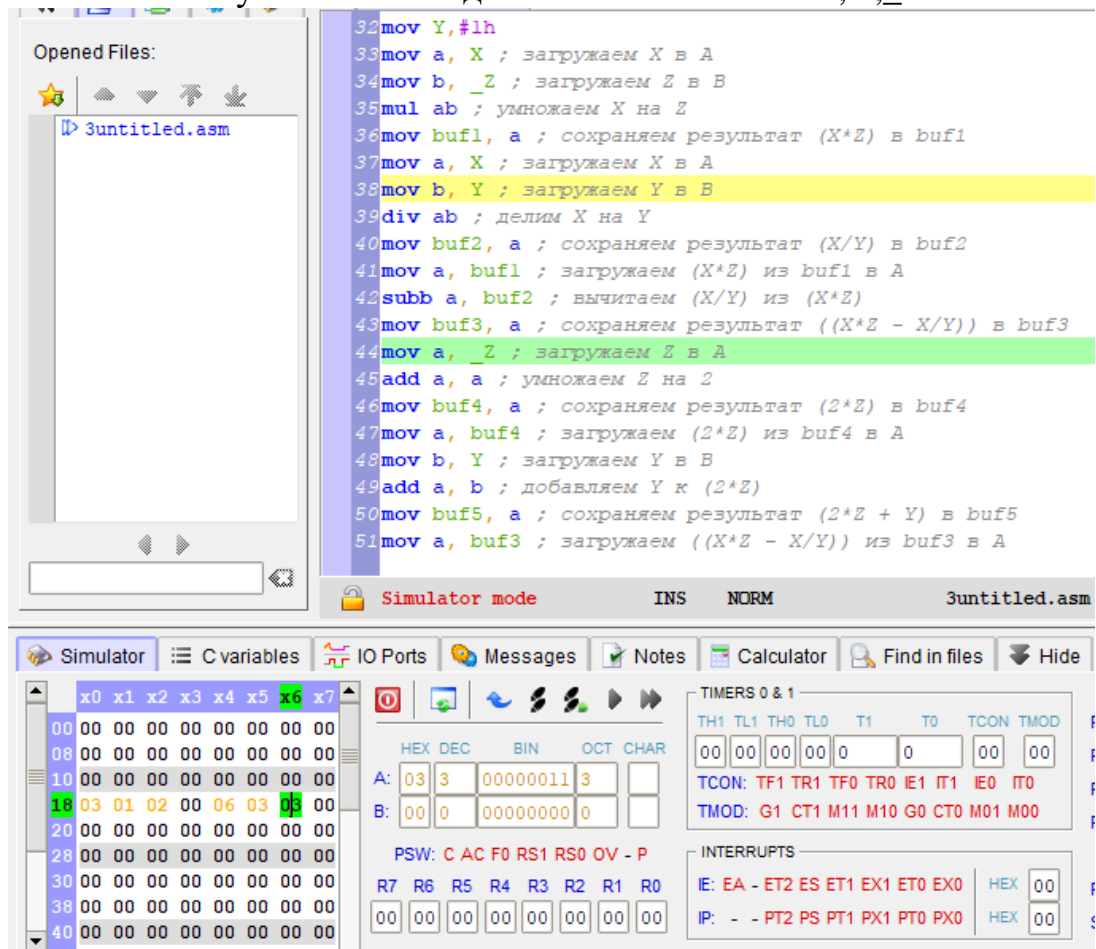 Opened Files:
3untitled.asm
32 mov Y,#1h
33 mov a, X ; загружаем X в A
34 mov b, _Z ; загружаем Z в B
35 mul ab ; умножаем X на Z
36 mov buf1, a ; сохраняем результат (X*Z) в buf1
37 mov a, X ; загружаем X в A
38 mov b, Y ; загружаем Y в B
39 div ab ; делим X на Y
40 mov buf2, a ; сохраняем результат (X/Y) в buf2
41 mov a, buf1 ; загружаем (X*Z) из buf1 в A
42 subb a, buf2 ; вычитаем (X/Y) из (X*Z)
43 mov buf3, a ; сохраняем результат ((X*Z - X/Y)) в buf3
44 mov a, _Z ; загружаем Z в A
45 add a, a ; умножаем Z на 2
46 mov buf4, a ; сохраняем результат (2*Z) в buf4
47 mov a, buf4 ; загружаем (2*Z) из buf4 в A
48 mov b, Y ; загружаем Y в B
49 add a, b ; добавляем Y к (2*Z)
50 mov buf5, a ; сохраняем результат (2*Z + Y) в buf5
51 mov a, buf3 ; загружаем ((X*Z - X/Y)) из buf3 в A
Simulator mode INS NORM 3untitled.asm
Simulator C variables IO Ports Messages Notes Calculator Find in files Hide
x0 x1 x2 x3 x4 x5 x6 x7
00 00 00 00 00 00 00 00 00
08 00 00 00 00 00 00 00 00
10 00 00 00 00 00 00 00 00
18 03 01 02 00 06 03 03 00
20 00 00 00 00 00 00 00 00
28 00 00 00 00 00 00 00 00
30 00 00 00 00 00 00 00 00
38 00 00 00 00 00 00 00 00
40 00 00 00 00 00 00 00 00
HEX DEC BIN OCT CHAR
A: 03 3 00000011 3
B: 00 0 00000000 0
PSW: C AC F0 RS1 RS0 OV - P
R7 R6 R5 R4 R3 R2 R1 R0
00 00 00 00 00 00 00 00
TIMERS 0 & 1
TH1 TL1 TH0 TL0 T1 T0 TCON TMOD
00 00 00 00 0 0 00 00
TCON: TF1 TR1 TF0 TR0 IE1 IT1 IE0 IT0
TMOD: G1 CT1 M11 M10 G0 CT0 M01 M00
INTERRUPTS
IE: EA - ET2 ES ET1 EX1 ET0 EX0 HEX 00
IP: - - PT2 PS PT1 PX1 PT0 PX0 HEX 00